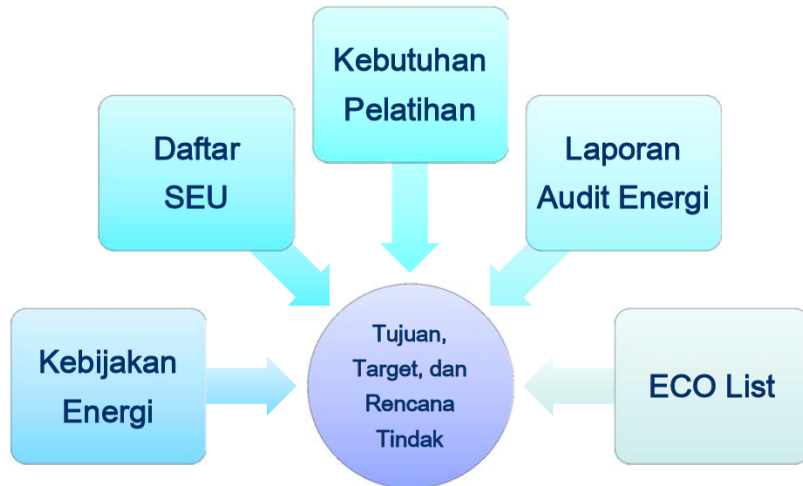 Kebutuhan
Pelatihan
Daftar
SEU
Laporan
Audit Energi
Kebijakan
Energi
Tujuan,
Target, dan
Rencana
Tindak
ECO List